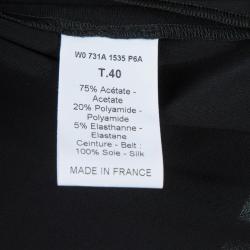 W0 731A 1535 P6A
T.40
75% Acétate -
Acetate
20% Polyamide -
Polyamide
5% Elasthanne -
Elastane
Ceinture - Belt :
100% Soie - Silk
MADE IN FRANCE